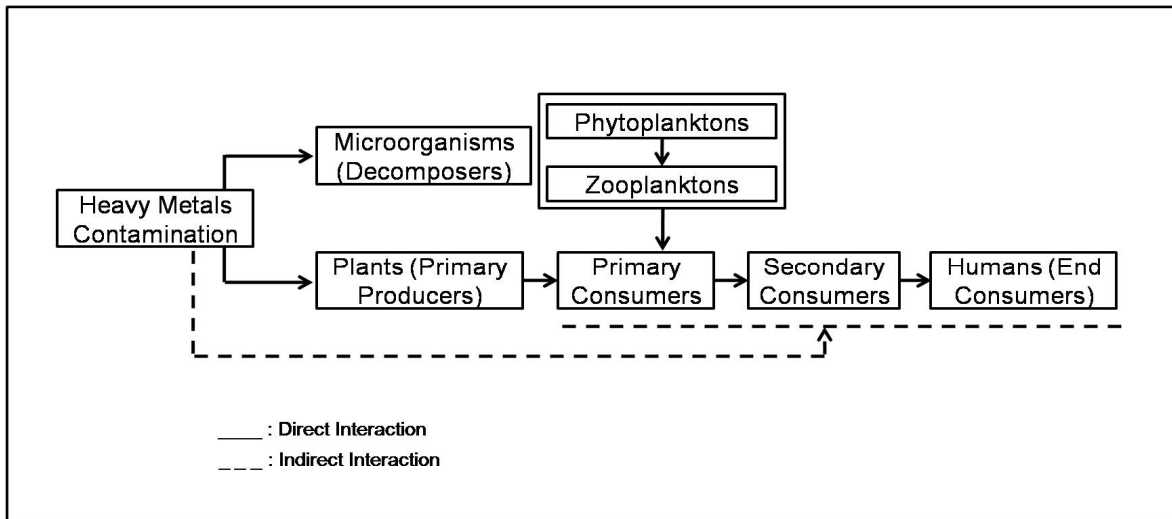 Phytoplanktons
Microorganisms
(Decomposers)
Zooplanktons
Heavy Metals
Contamination
Plants (Primary
Producers)
Primary
Consumers
Secondary
Consumers
Humans (End
Consumers)
____ : Direct Interaction
_ _ _ : Indirect Interaction